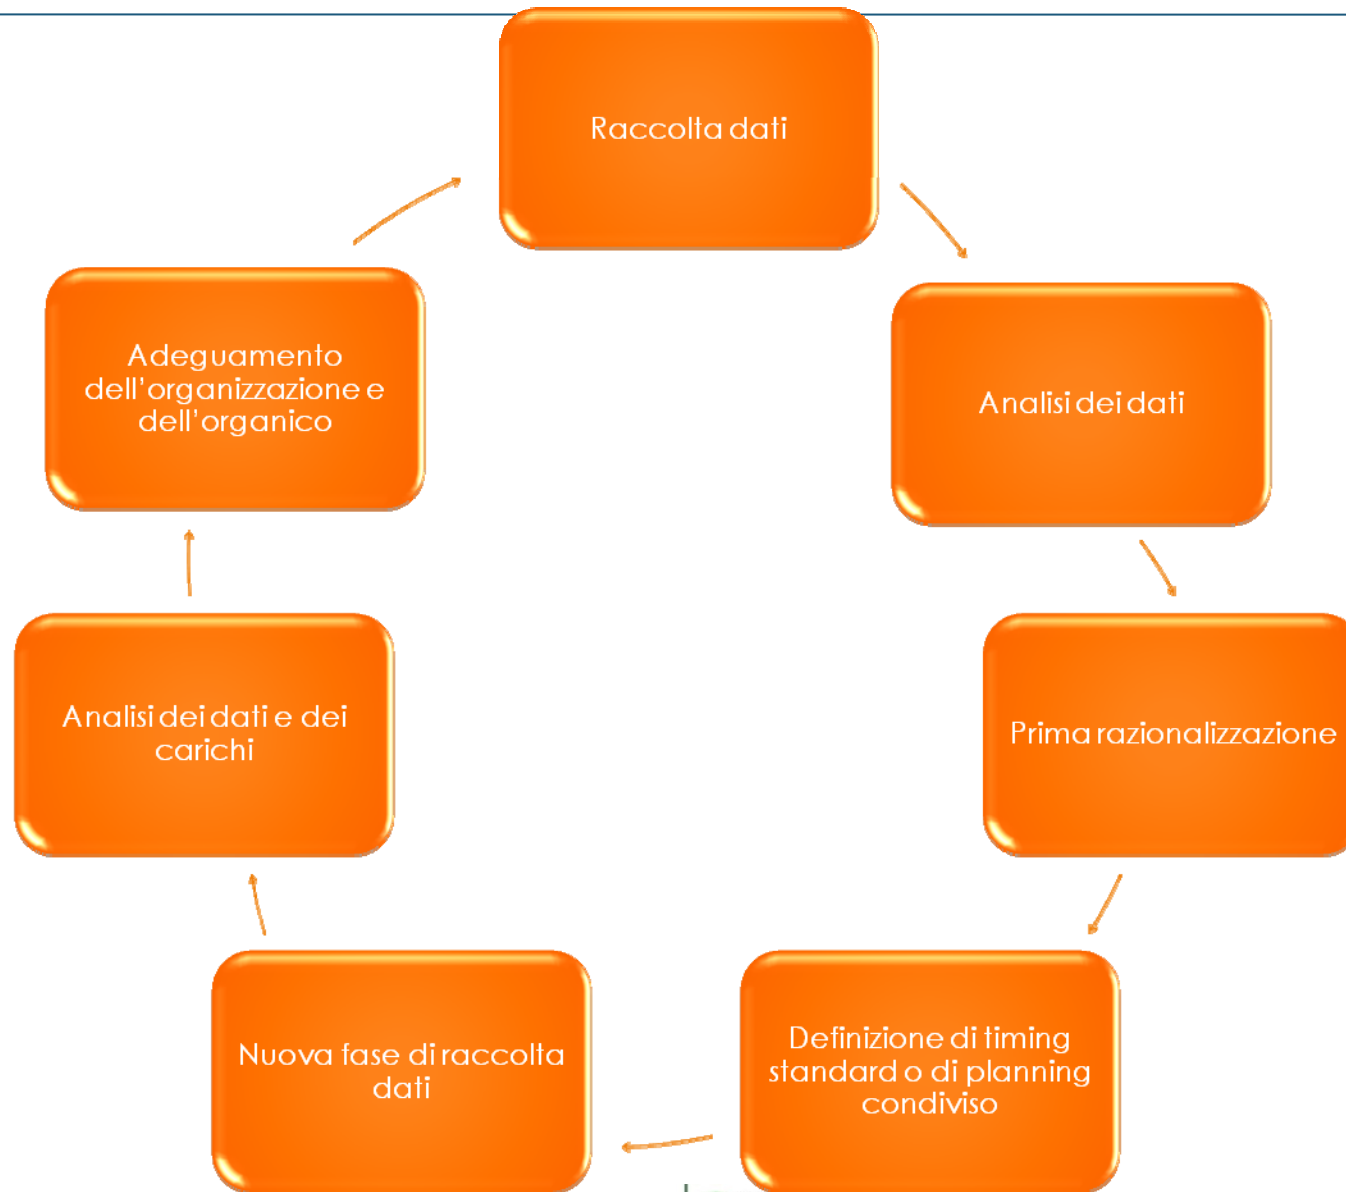 Raccolta dati
Analisi dei dati
Prima razionalizzazione
Definizione di timing
standard o di planning
condiviso
Nuova fase di raccolta
dati
Analisi dei dati e dei
carichi
Adeguamento
dell'organizzazione e
dell'organico